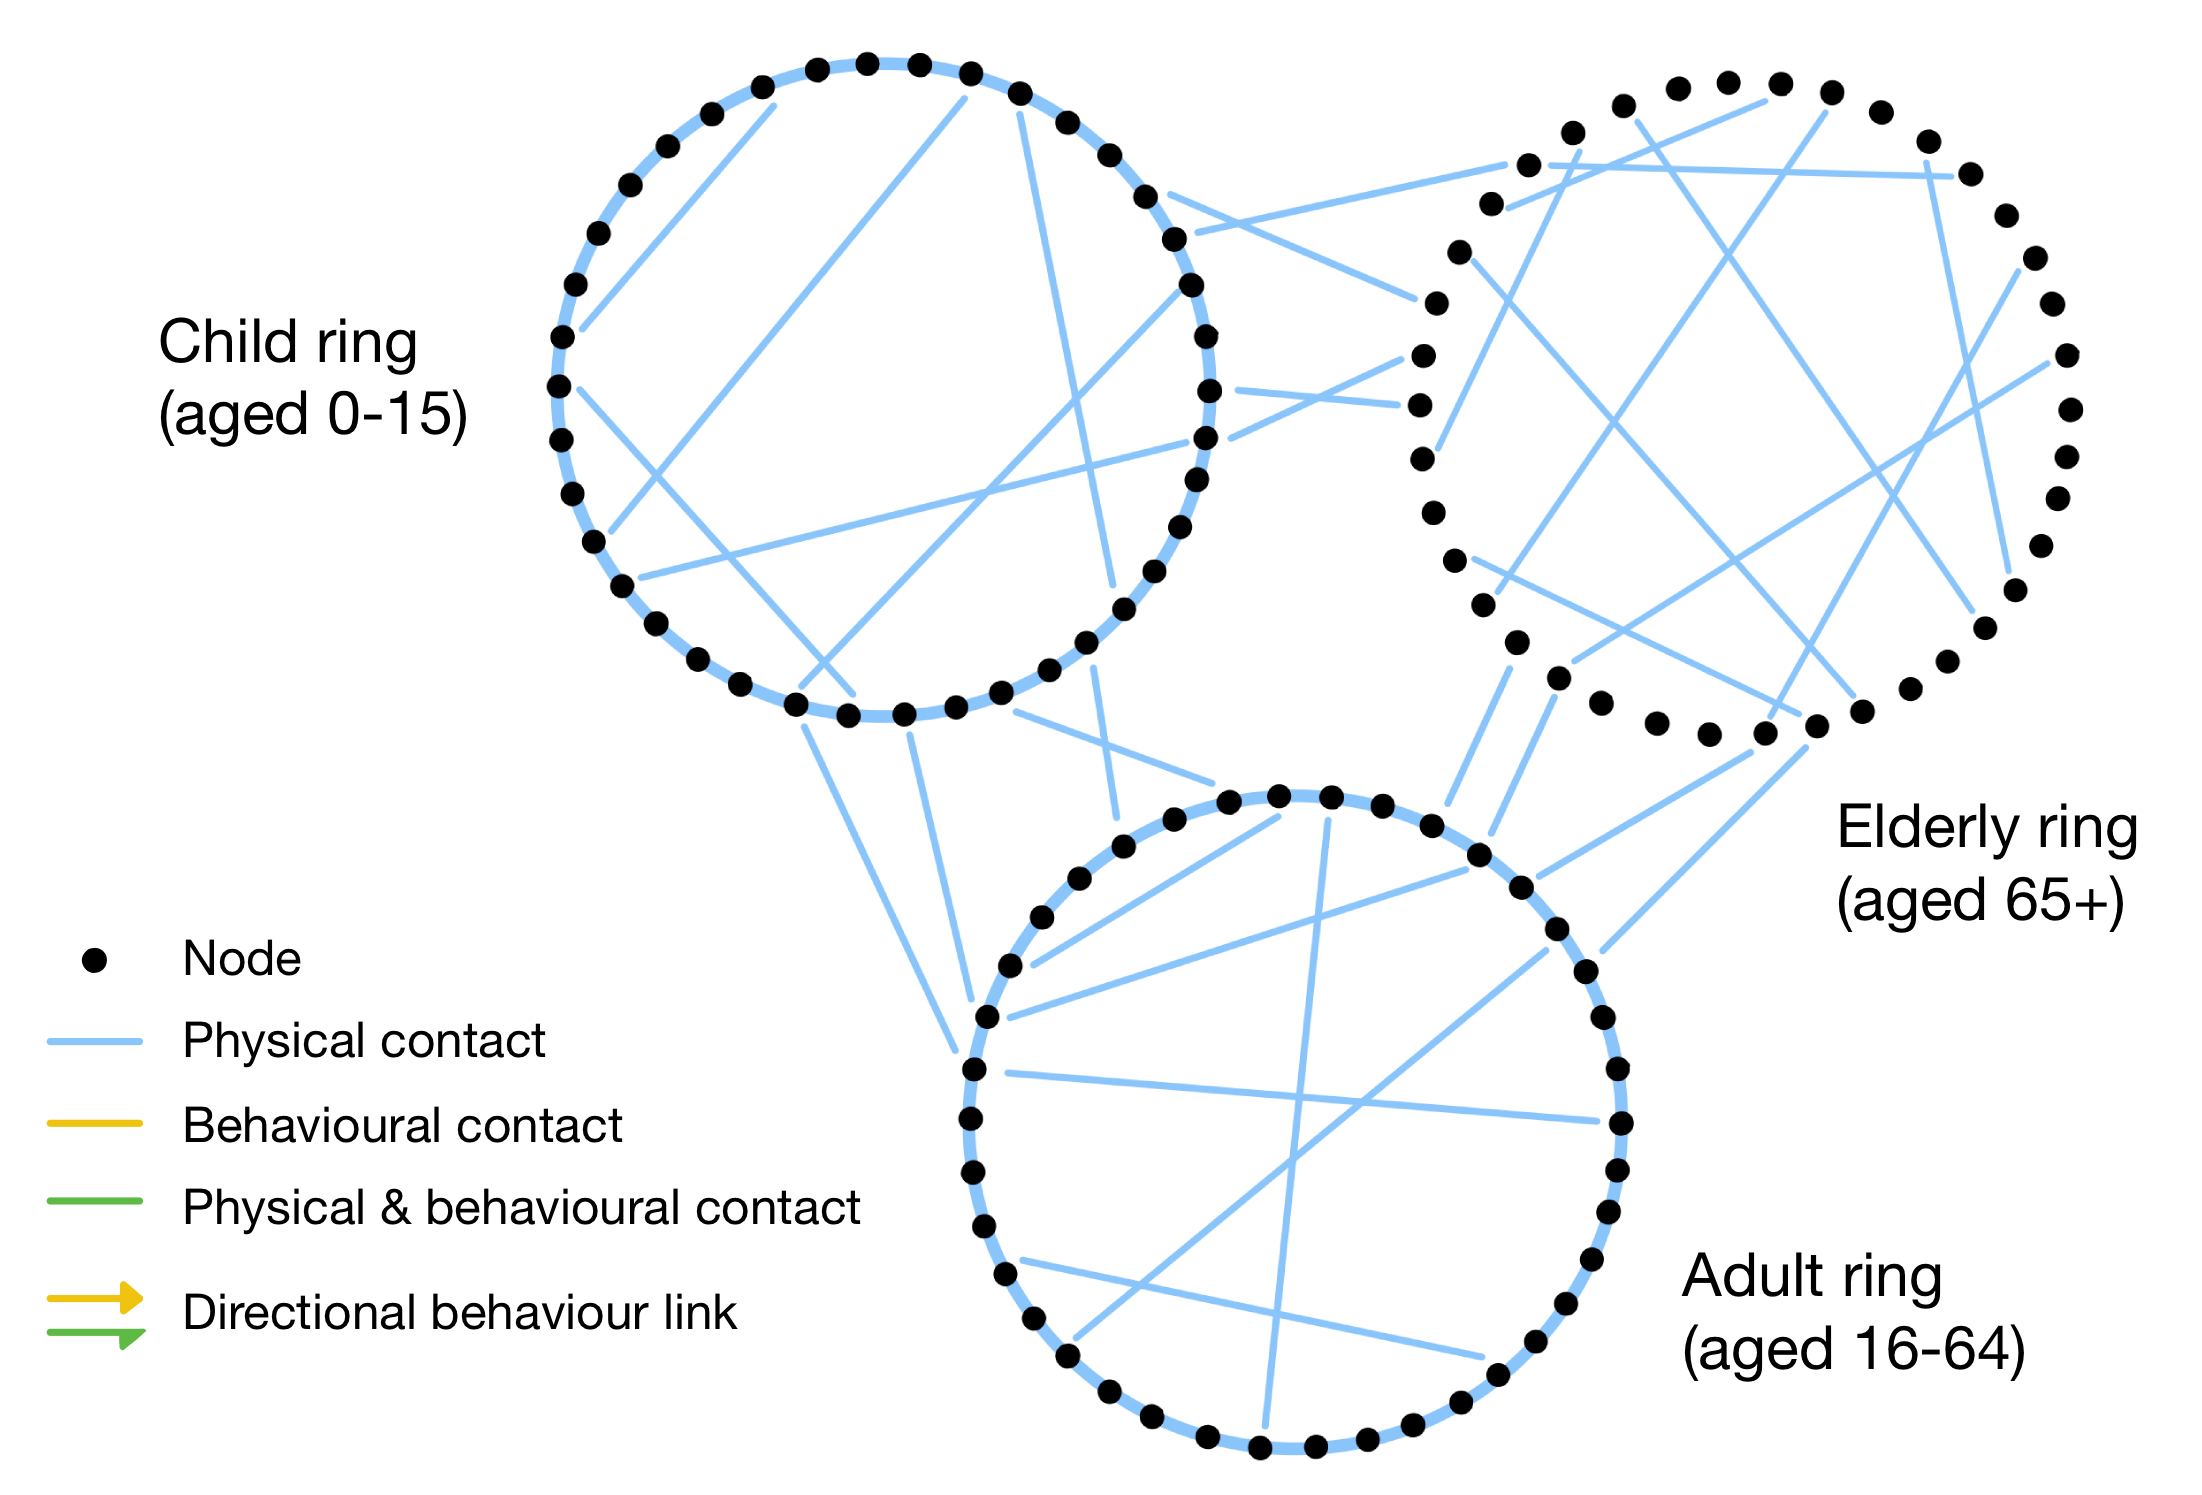 Child ring
(aged 0-15)
Elderly ring
(aged 65+)
Node
Physical contact
Behavioural contact
Physical & behavioural contact
Directional behaviour link
Adult ring
(aged 16-64)